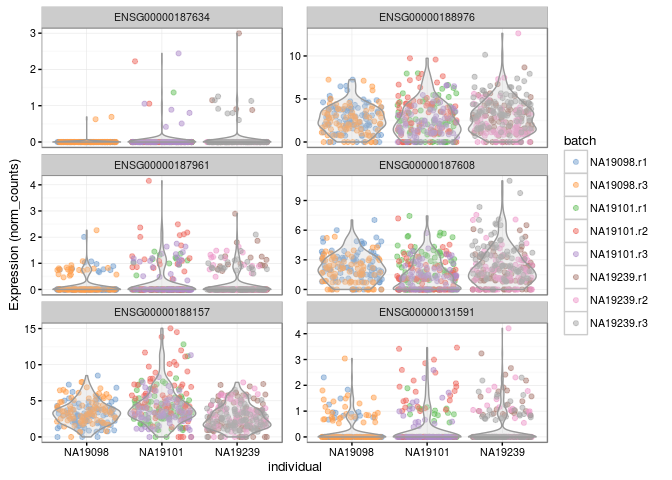 ENSG00000187634
ENSG00000188976
3
2
1
0
10
5
0
ENSG00000187961
ENSG00000187608
4
3
2
1
0
9
6
3
0
ENSG00000188157
ENSG00000131591
15
10
5
0
4
3
2
1
0
NA19098
NA19101
NA19239
NA19098
NA19101
NA19239
individual
Expression (norm_counts)
batch
NA19098.r1
NA19098.r3
NA19101.r1
NA19101.r2
NA19101.r3
NA19239.r1
NA19239.r2
NA19239.r3